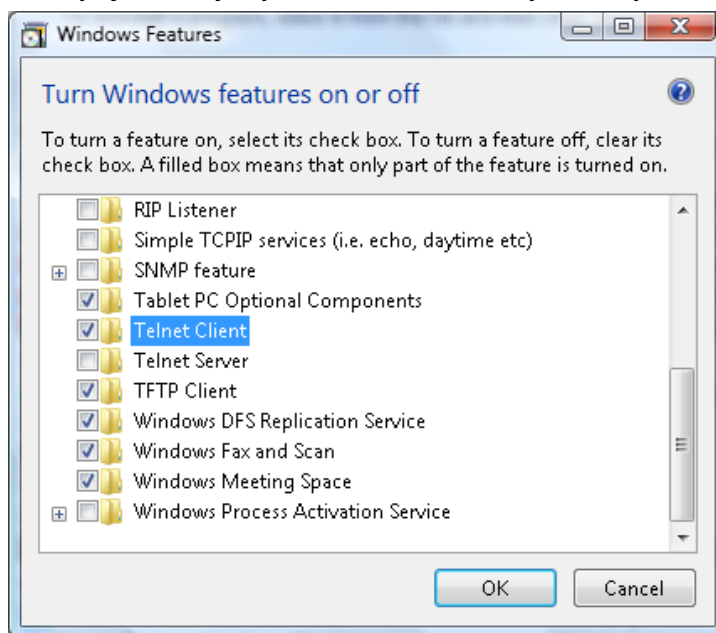 Windows Features
Turn Windows features on or off
To turn a feature on, select its check box. To turn a feature off, clear its
check box. A filled box means that only part of the feature is turned on.
RIP Listener
Simple TCPIP services (i.e. echo, daytime etc)
SNMP feature
Tablet PC Optional Components
Telnet Client
Telnet Server
TFTP Client
Windows DFS Replication Service
Windows Fax and Scan
Windows Meeting Space
Windows Process Activation Service
OK Cancel